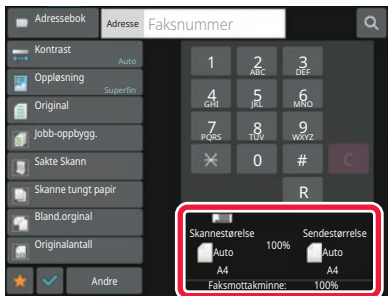 Adressebok
Adresse
Faksnummer
Kontrast
Auto
Oppløsning
Superfin
Original
Jobb-oppbygg.
Sakte Skann
Skanne tungt papir
Bland.orginal
Originalantall
Andre
1
2
ABC
3
DEF
4
GHI
5
JKL
6
MNO
7
PQRS
8
TUV
9
WXYZ
0
#
C
R
Skannestørelse
Sendestørrelse
Auto
100%
Auto
A4
A4
Faksmottakminne:
100%